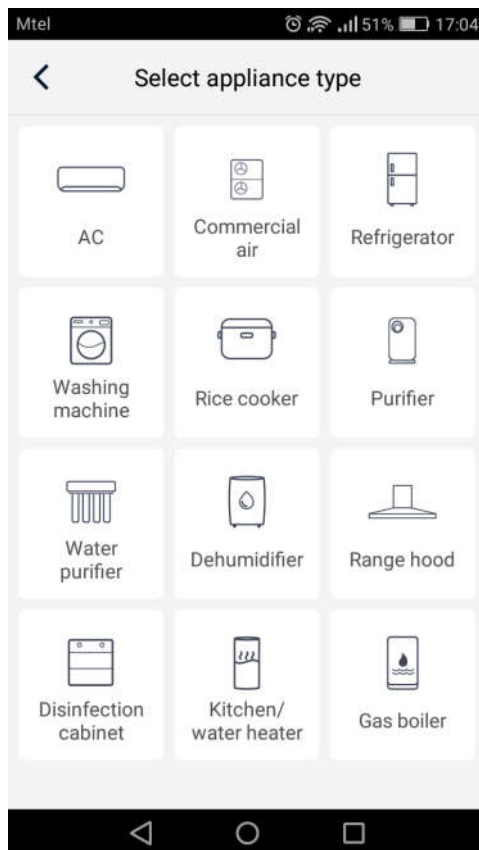 Mtel 51% 17:04
Select appliance type
AC
Commercial
air
Refrigerator
Washing
machine
Rice cooker
Purifier
Water
purifier
Dehumidifier
Range hood
Disinfection
cabinet
Kitchen/
water heater
Gas boiler